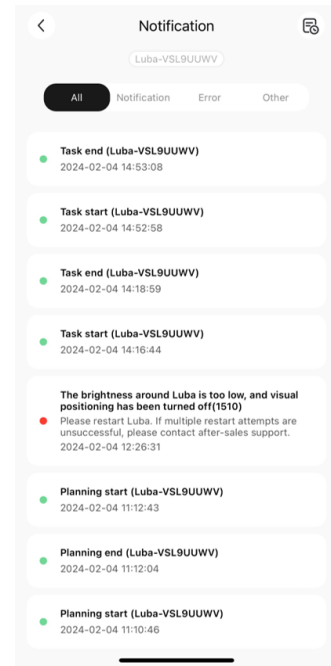 Notification
Luba-VSL9UUWV
All
Notification
Error
Other
Task end (Luba-VSL9UUWV)
2024-02-04 14:53:08
Task start (Luba-VSL9UUWV)
2024-02-04 14:52:58
Task end (Luba-VSL9UUWV)
2024-02-04 14:18:59
Task start (Luba-VSL9UUWV)
2024-02-04 14:16:44
The brightness around Luba is too low, and visual
positioning has been turned off(1510)
Please restart Luba. If multiple restart attempts are
unsuccessful, please contact after-sales support.
2024-02-04 12:26:31
Planning start (Luba-VSL9UUWV)
2024-02-04 11:12:43
Planning end (Luba-VSL9UUWV)
2024-02-04 11:12:04
Planning start (Luba-VSL9UUWV)
2024-02-04 11:10:46